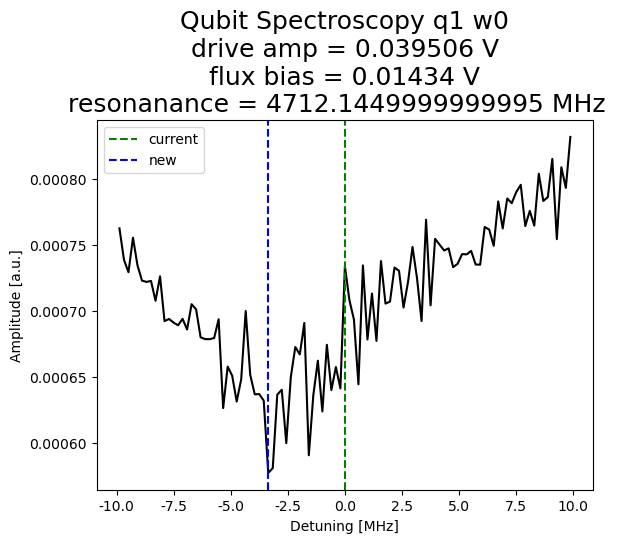 Qubit Spectroscopy q1 w0
drive amp = 0.039506 V
flux bias = 0.01434 V
resonanance = 4712.1449999999995 MHz
current
new
0.00080
0.00075
0.00070
0.00065
0.00060
Amplitude [a.u.]
-10.0 -7.5 -5.0 -2.5 0.0 2.5 5.0 7.5 10.0
Detuning [MHz]